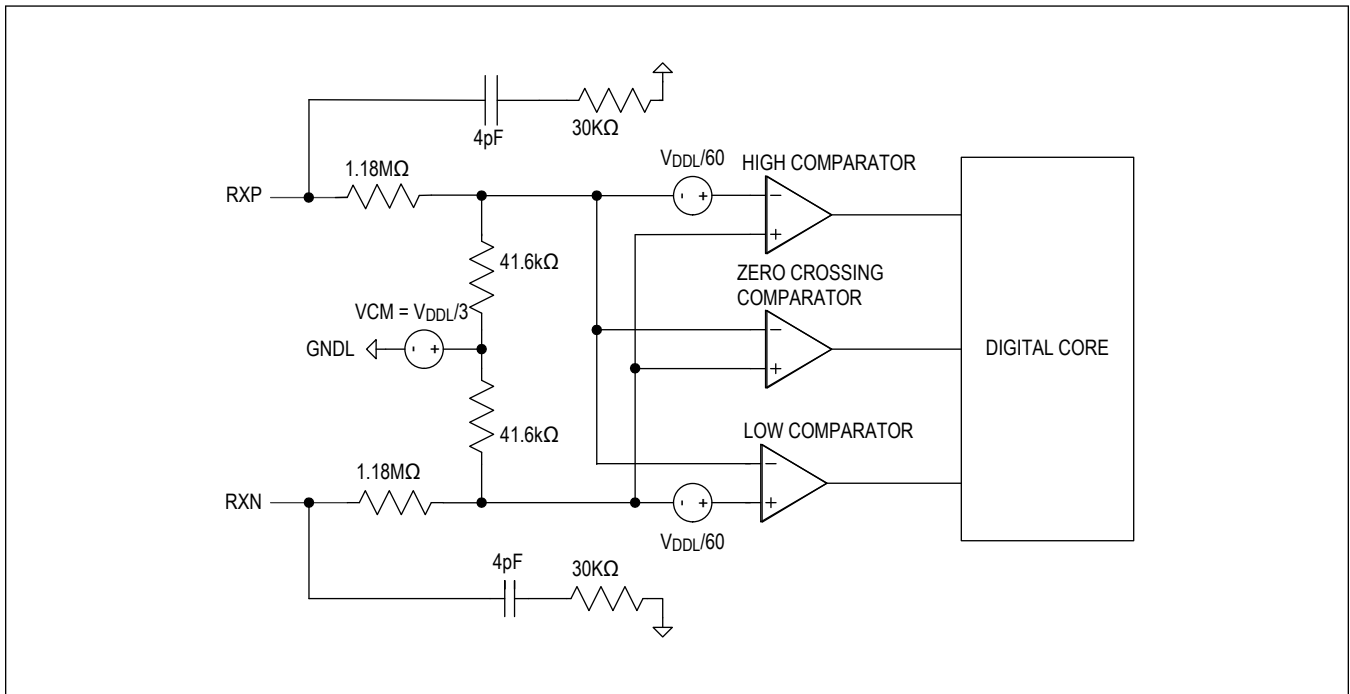 4pF
30KΩ
1.18MΩ
RXP
VDDL/60
HIGH COMPARATOR
41.6kΩ
ZERO CROSSING
COMPARATOR
VCM = VDDL/3
GNDL
DIGITAL CORE
41.6kΩ
LOW COMPARATOR
1.18MΩ
RXN
VDDL/60
4pF
30KΩ